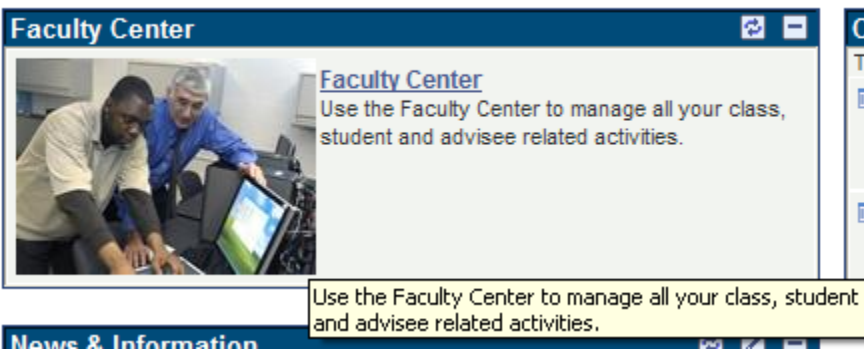 Faculty Center
Faculty Center
Use the Faculty Center to manage all your class,
student and advisee related activities.
Use the Faculty Center to manage all your class, student
and advisee related activities.
News & Information